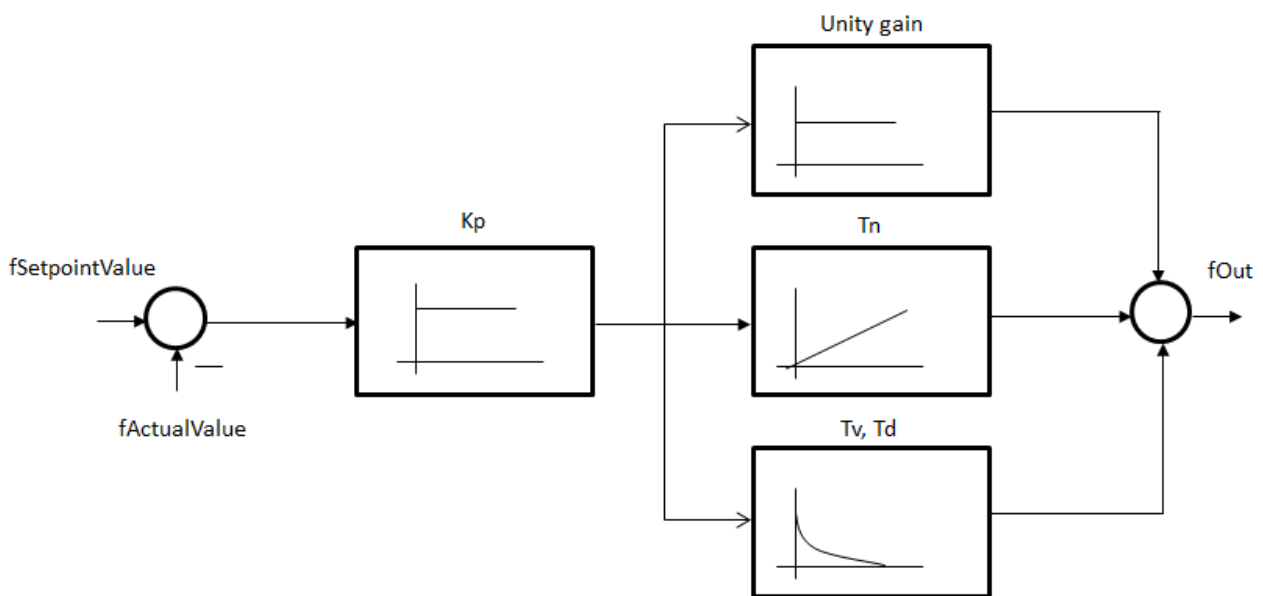 Unity gain
Kp
Tn
fSetpointValue
fOut
fActualValue
Tv, Td